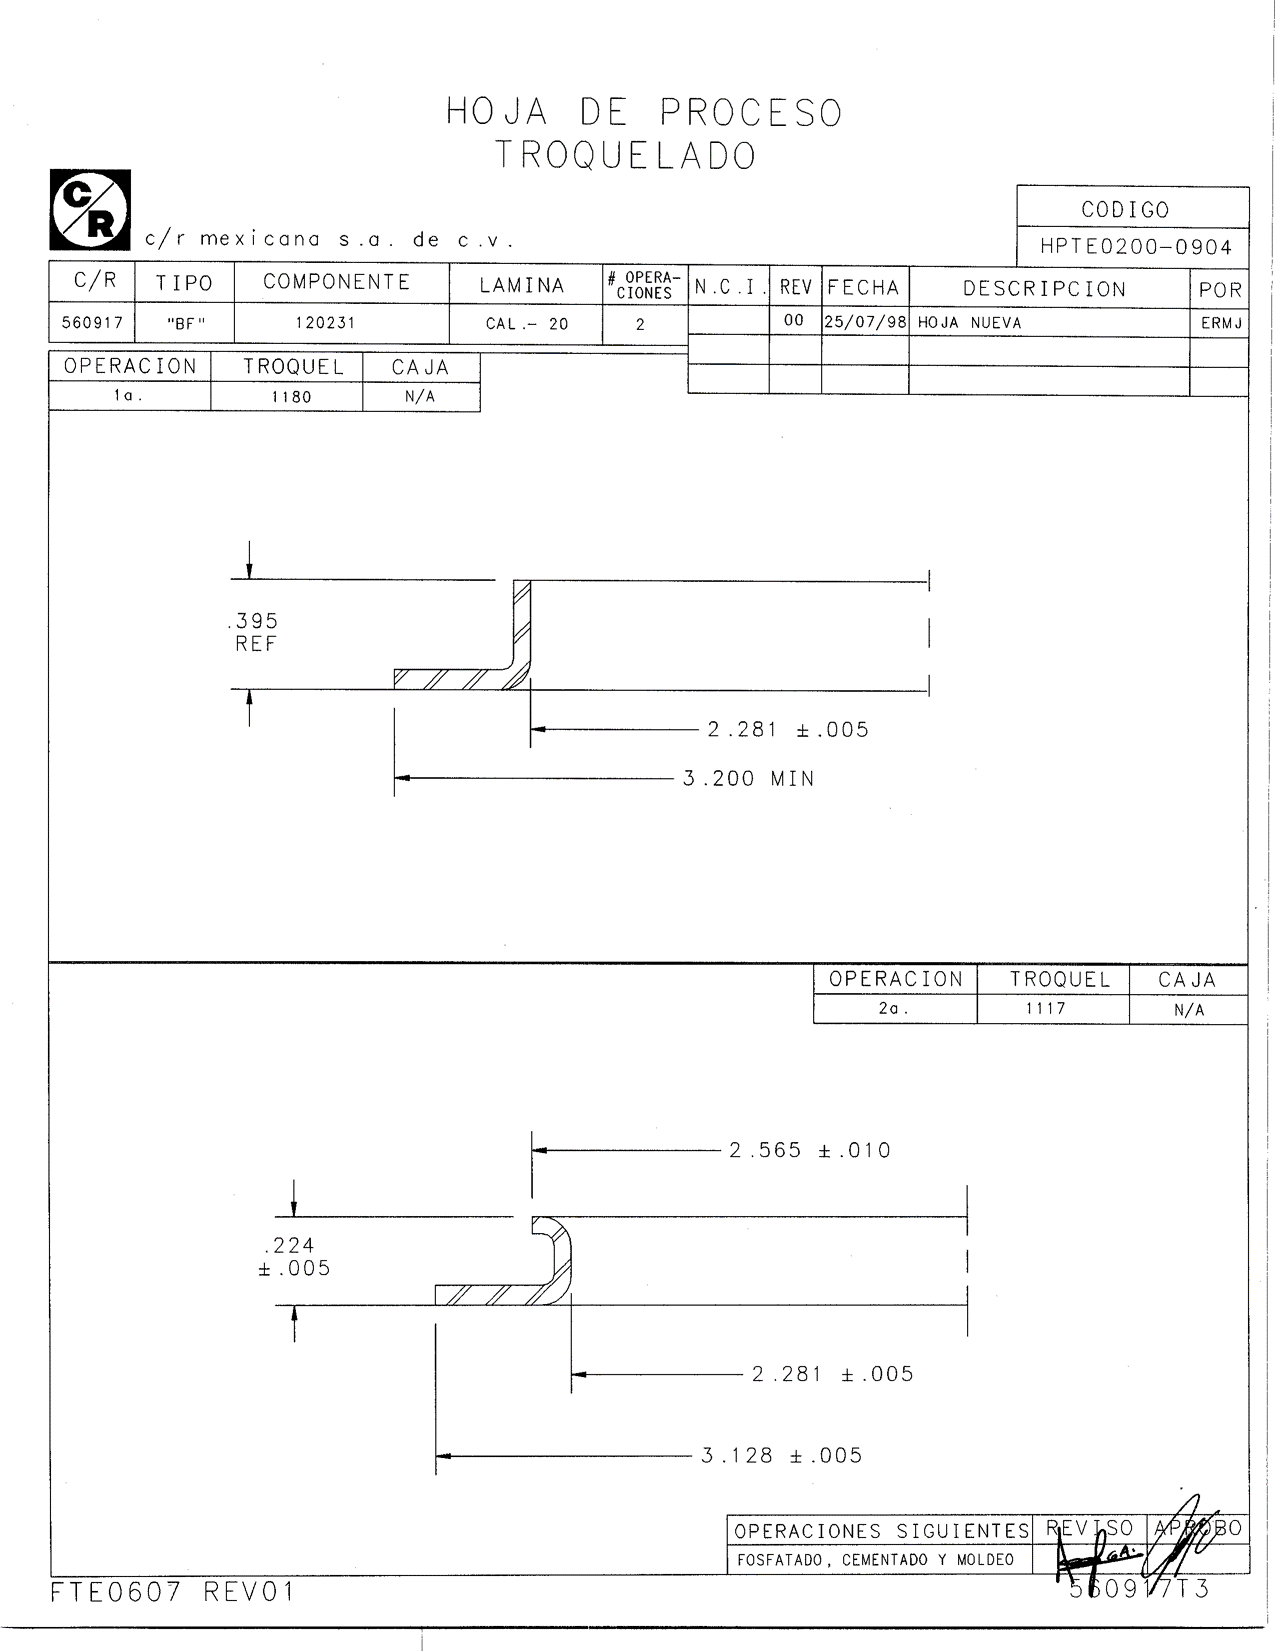 HOJA DE PROCESO
TROQUELADO
C/R
c/r mexicana s.a. de c.v.
CODIGO
HPTE0200-0904
C/R TIPO COMPONENTE LAMINA # OPERA-CIONES N.C.I. REV FECHA DESCRIPCION POR
560917 "BF" 120231 CAL.- 20 2 00 25/07/98 HOJA NUEVA ERMJ
OPERACION TROQUEL CAJA
1a. 1180 N/A
.395
REF
2.281 ±.005
3.200 MIN
OPERACION TROQUEL CAJA
2a. 1117 N/A
2.565 ±.010
.224
±.005
2.281 ±.005
3.128 ±.005
OPERACIONES SIGUIENTES REVISO APROBO
FOSFATADO, CEMENTADO Y MOLDEO
FTE0607 REV01
560917T3